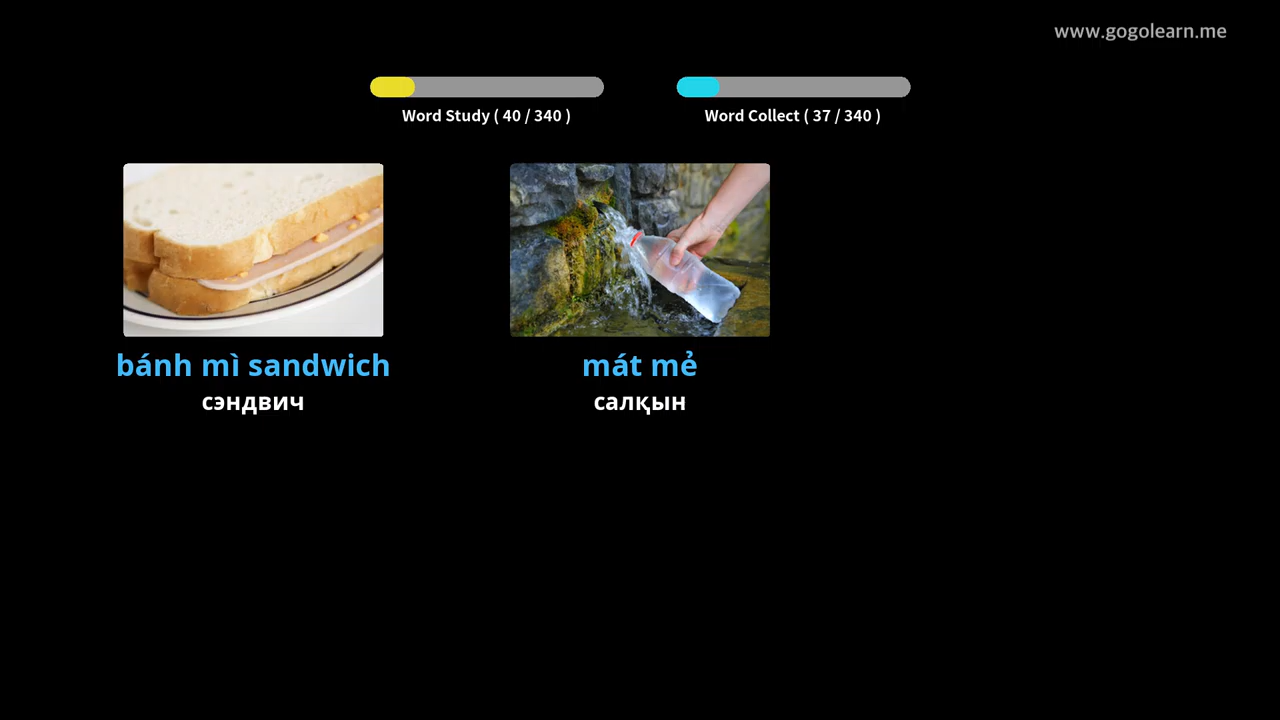 www.gogolearn.me
Word Study ( 40 / 340 )
Word Collect ( 37 / 340 )
bánh mì sandwich
сэндвич
mát mẻ
салқын